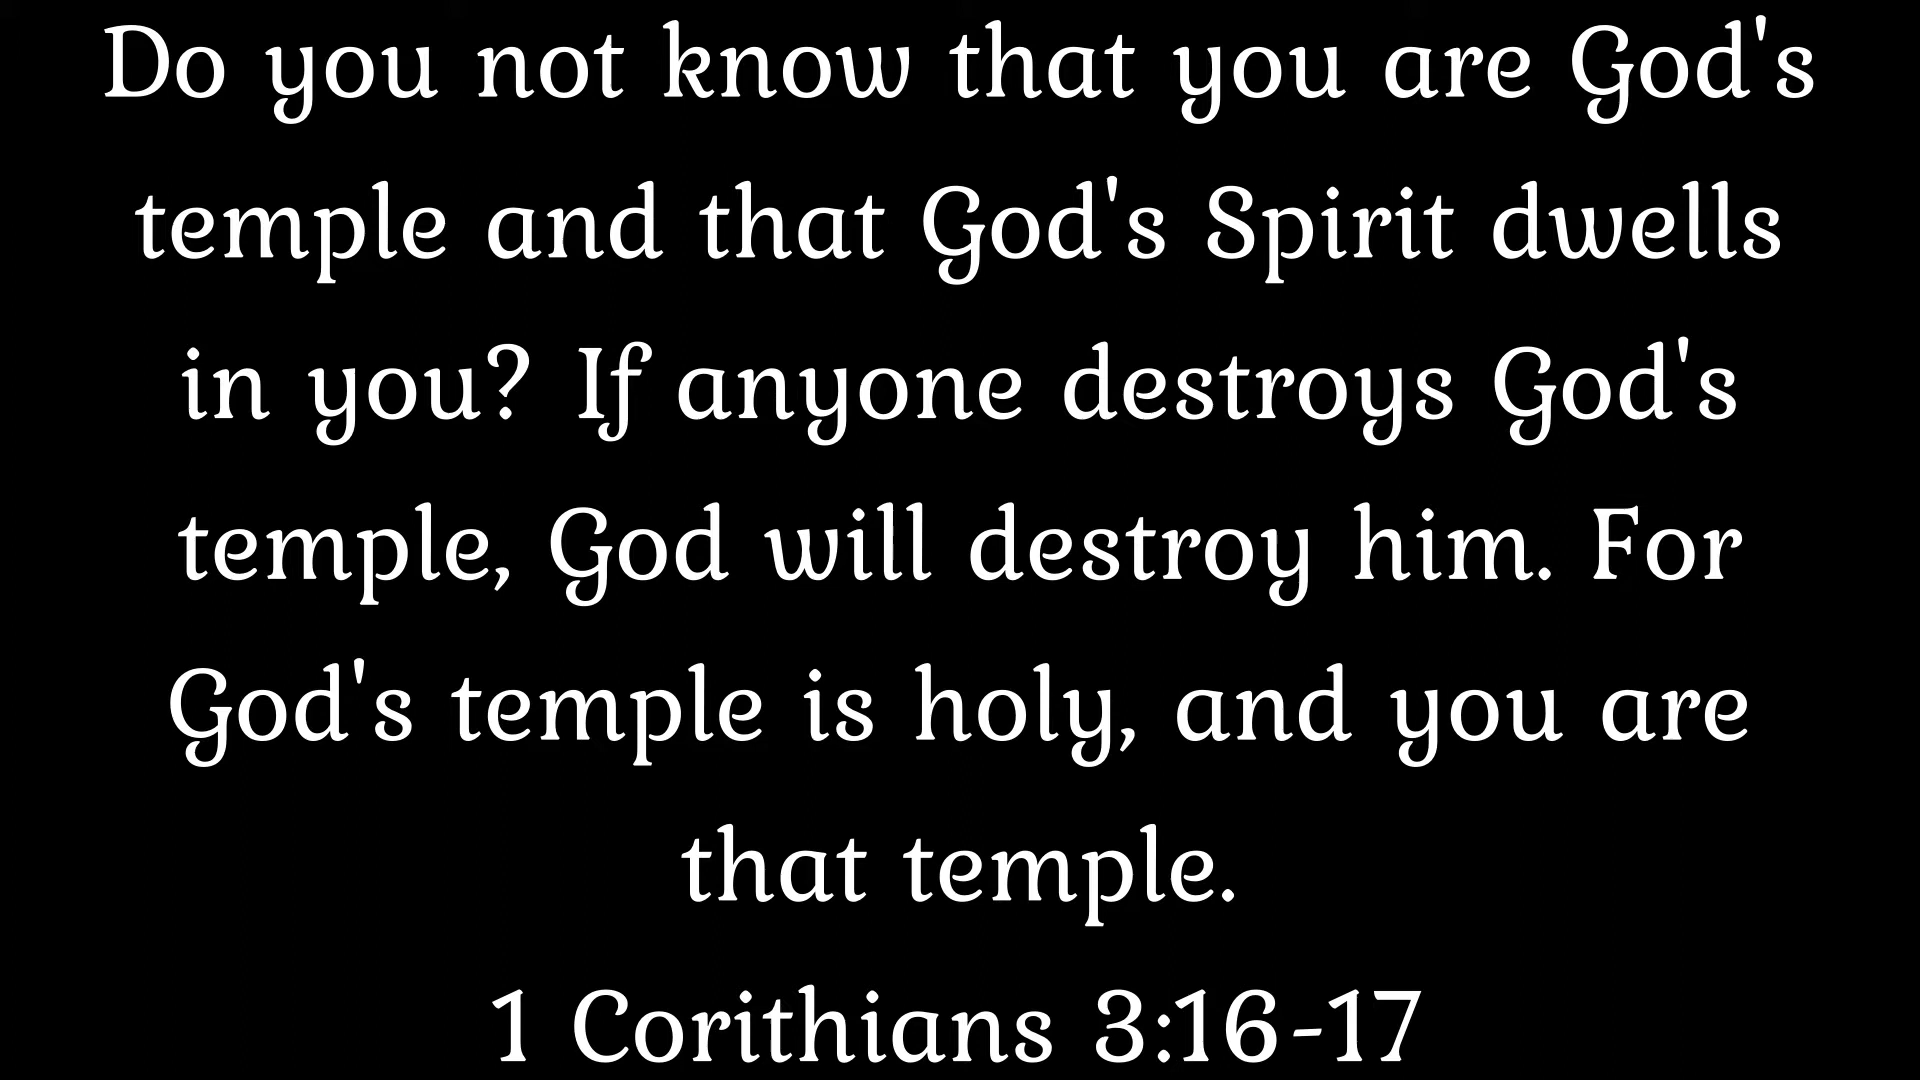 Do you not know that you are God's
temple and that God's Spirit dwells
in you? If anyone destroys God's
temple, God will destroy him. For
God's temple is holy, and you are
that temple.
1 Corithians 3:16-17